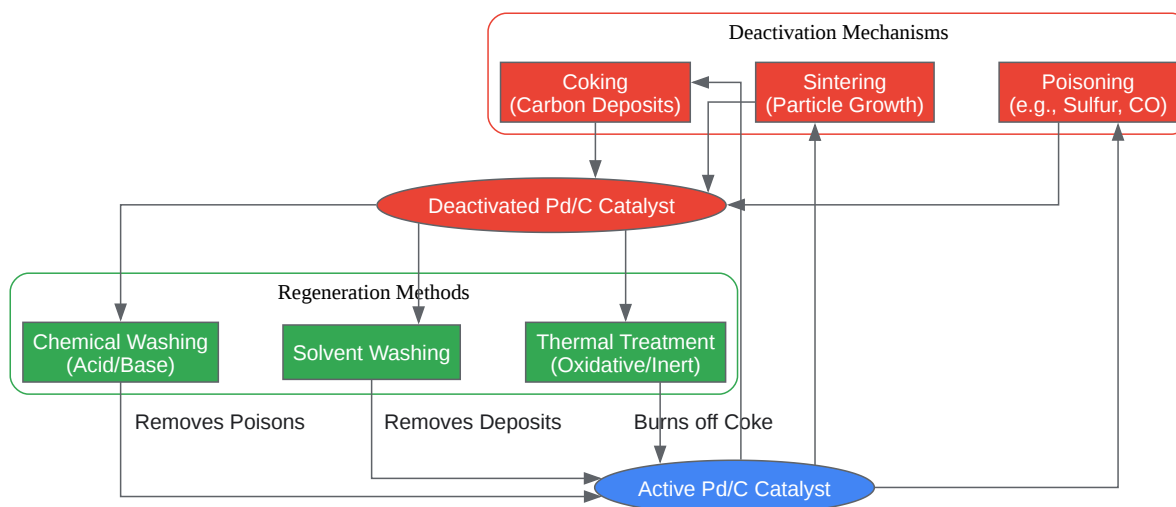 Deactivation Mechanisms
Coking
(Carbon Deposits)
Sintering
(Particle Growth)
Poisoning
(e.g., Sulfur, CO)
Deactivated Pd/C Catalyst
Regeneration Methods
Chemical Washing
(Acid/Base)
Solvent Washing
Thermal Treatment
(Oxidative/Inert)
Removes Poisons
Removes Deposits
Burns off Coke
Active Pd/C Catalyst